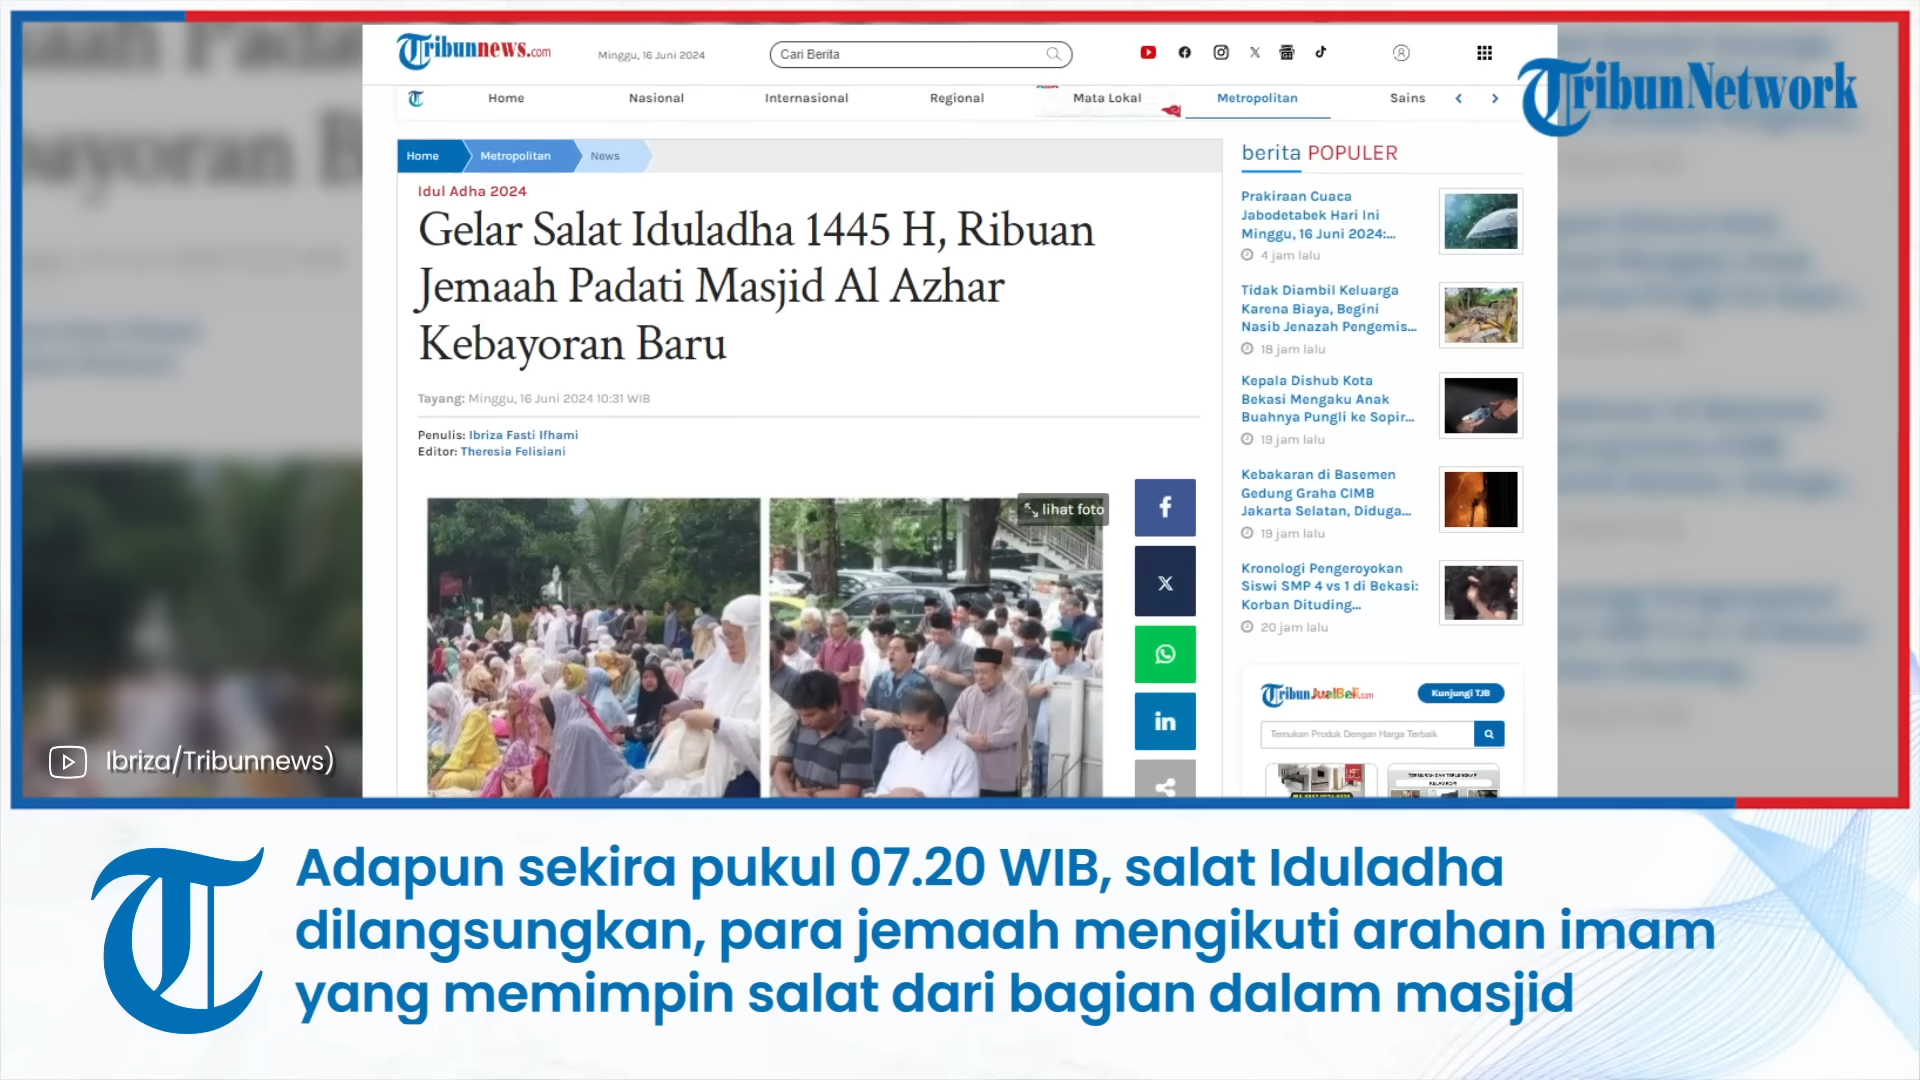 Tribunnews.com
Minggu, 16 Juni 2024
Cari Berita
TribunNetwork
Home
Nasional
Internasional
Regional
Mata Lokal
Metropolitan
Sains
Home
Metropolitan
News
Idul Adha 2024
Gelar Salat Iduladha 1445 H, Ribuan
Jemaah Padati Masjid Al Azhar
Kebayoran Baru
Tayang: Minggu, 16 Juni 2024 10:31 WIB
Penulis: Ibriza Fasti Ifhami
Editor: Theresia Felisiani
lihat foto
berita POPULER
Prakiraan Cuaca
Jabodetabek Hari Ini
Minggu, 16 Juni 2024:...
4 jam lalu
Tidak Diambil Keluarga
Karena Biaya, Begini
Nasib Jenazah Pengemis...
18 jam lalu
Kepala Dishub Kota
Bekasi Mengaku Anak
Buahnya Pungli ke Sopir...
19 jam lalu
Kebakaran di Basemen
Gedung Graha CIMB
Jakarta Selatan, Diduga...
19 jam lalu
Kronologi Pengeroyokan
Siswi SMP 4 vs 1 di Bekasi:
Korban Dituding...
20 jam lalu
TribunJualBeli.com
Kunjungi TJB
Temukan Produk Dengan Harga Terbaik
Ibriza/Tribunnews)
Adapun sekira pukul 07.20 WIB, salat Iduladha
dilangsungkan, para jemaah mengikuti arahan imam
yang memimpin salat dari bagian dalam masjid